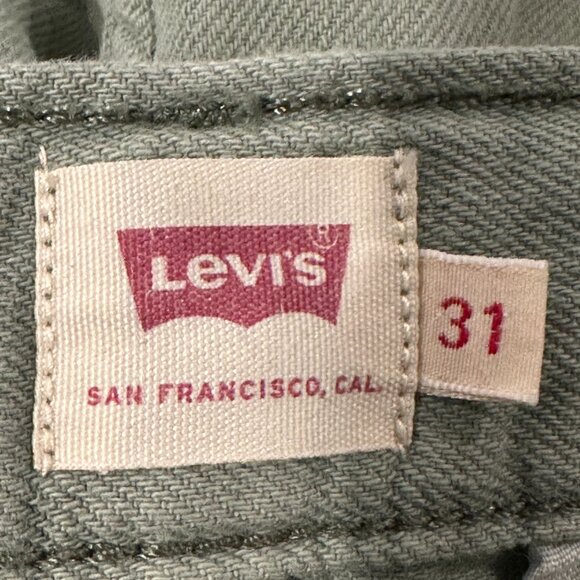 Levi's®
SAN FRANCISCO, CAL.
31